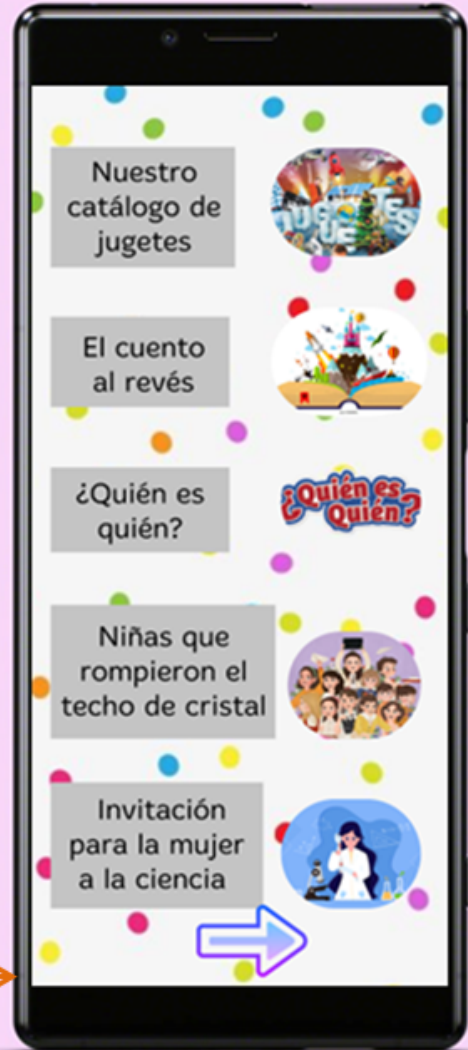 Nuestro
catálogo de
jugetes
JUGUETES
El cuento
al revés
¿Quién es
quién?
¿Quién es
Quién?
Niñas que
rompieron el
techo de cristal
Invitación
para la mujer
a la ciencia